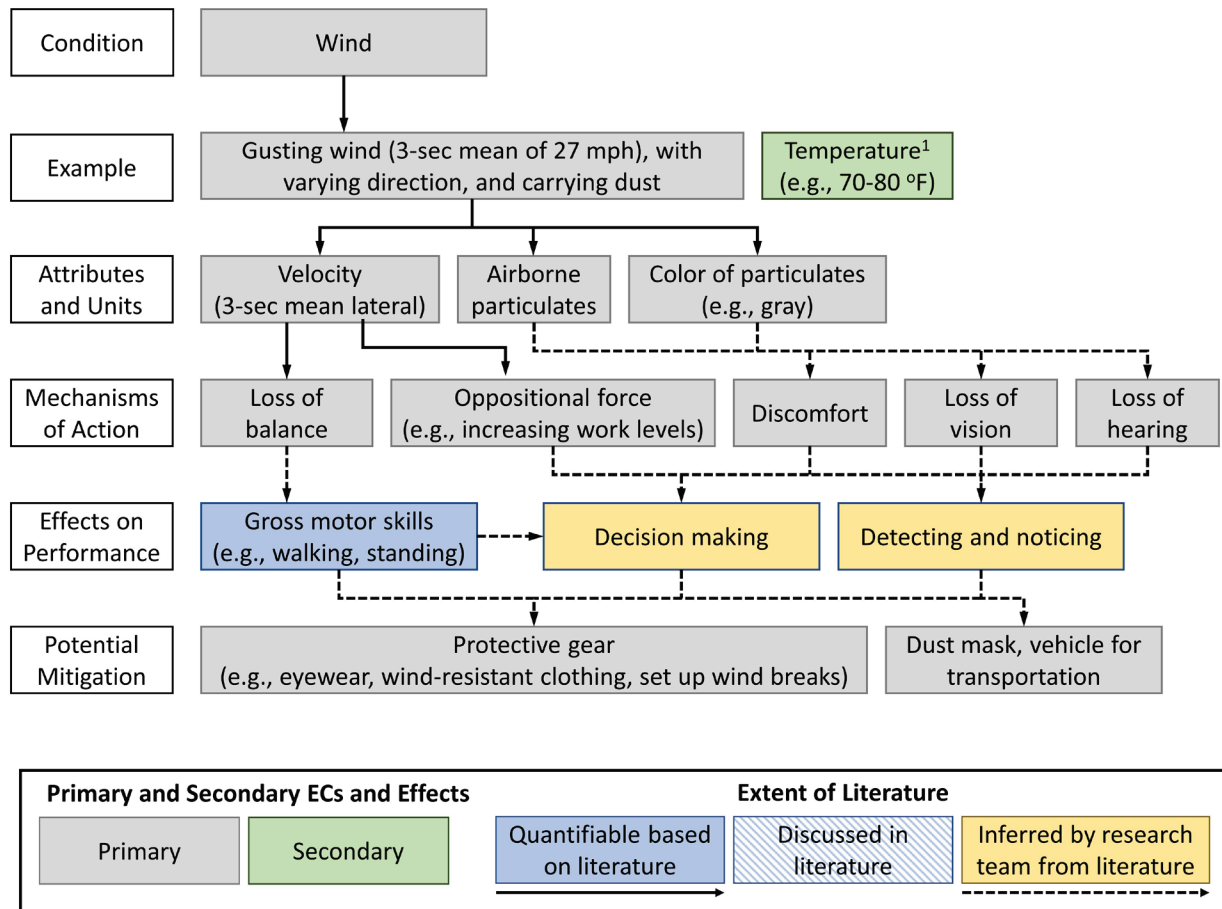 Condition
Wind
Example
Gusting wind (3-sec mean of 27 mph), with
varying direction, and carrying dust
Temperature¹
(e.g., 70-80 ºF)
Attributes
and Units
Velocity
(3-sec mean lateral)
Airborne
particulates
Color of particulates
(e.g., gray)
Mechanisms
of Action
Loss of
balance
Oppositional force
(e.g., increasing work levels)
Discomfort
Loss of
vision
Loss of
hearing
Effects on
Performance
Gross motor skills
(e.g., walking, standing)
Decision making
Detecting and noticing
Potential
Mitigation
Protective gear
(e.g., eyewear, wind-resistant clothing, set up wind breaks)
Dust mask, vehicle for
transportation
Primary and Secondary ECs and Effects
Primary
Secondary
Extent of Literature
Quantifiable based
on literature
Discussed in
literature
Inferred by research
team from literature